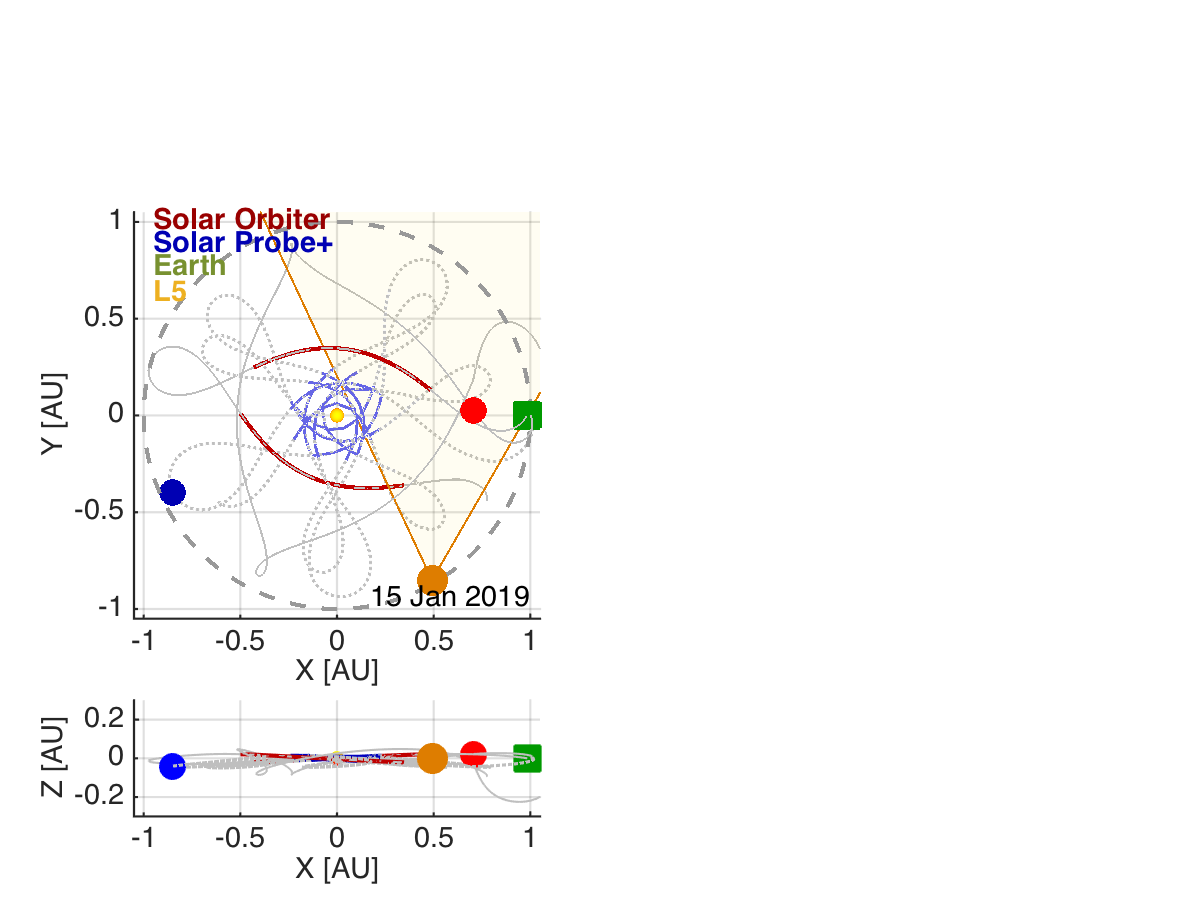 Solar Orbiter
Solar Probe+
Earth
L5
1
0.5
0
-0.5
-1
Y [AU]
15 Jan 2019
-1 -0.5 0 0.5 1
X [AU]
0.2
0
-0.2
Z [AU]
-1 -0.5 0 0.5 1
X [AU]